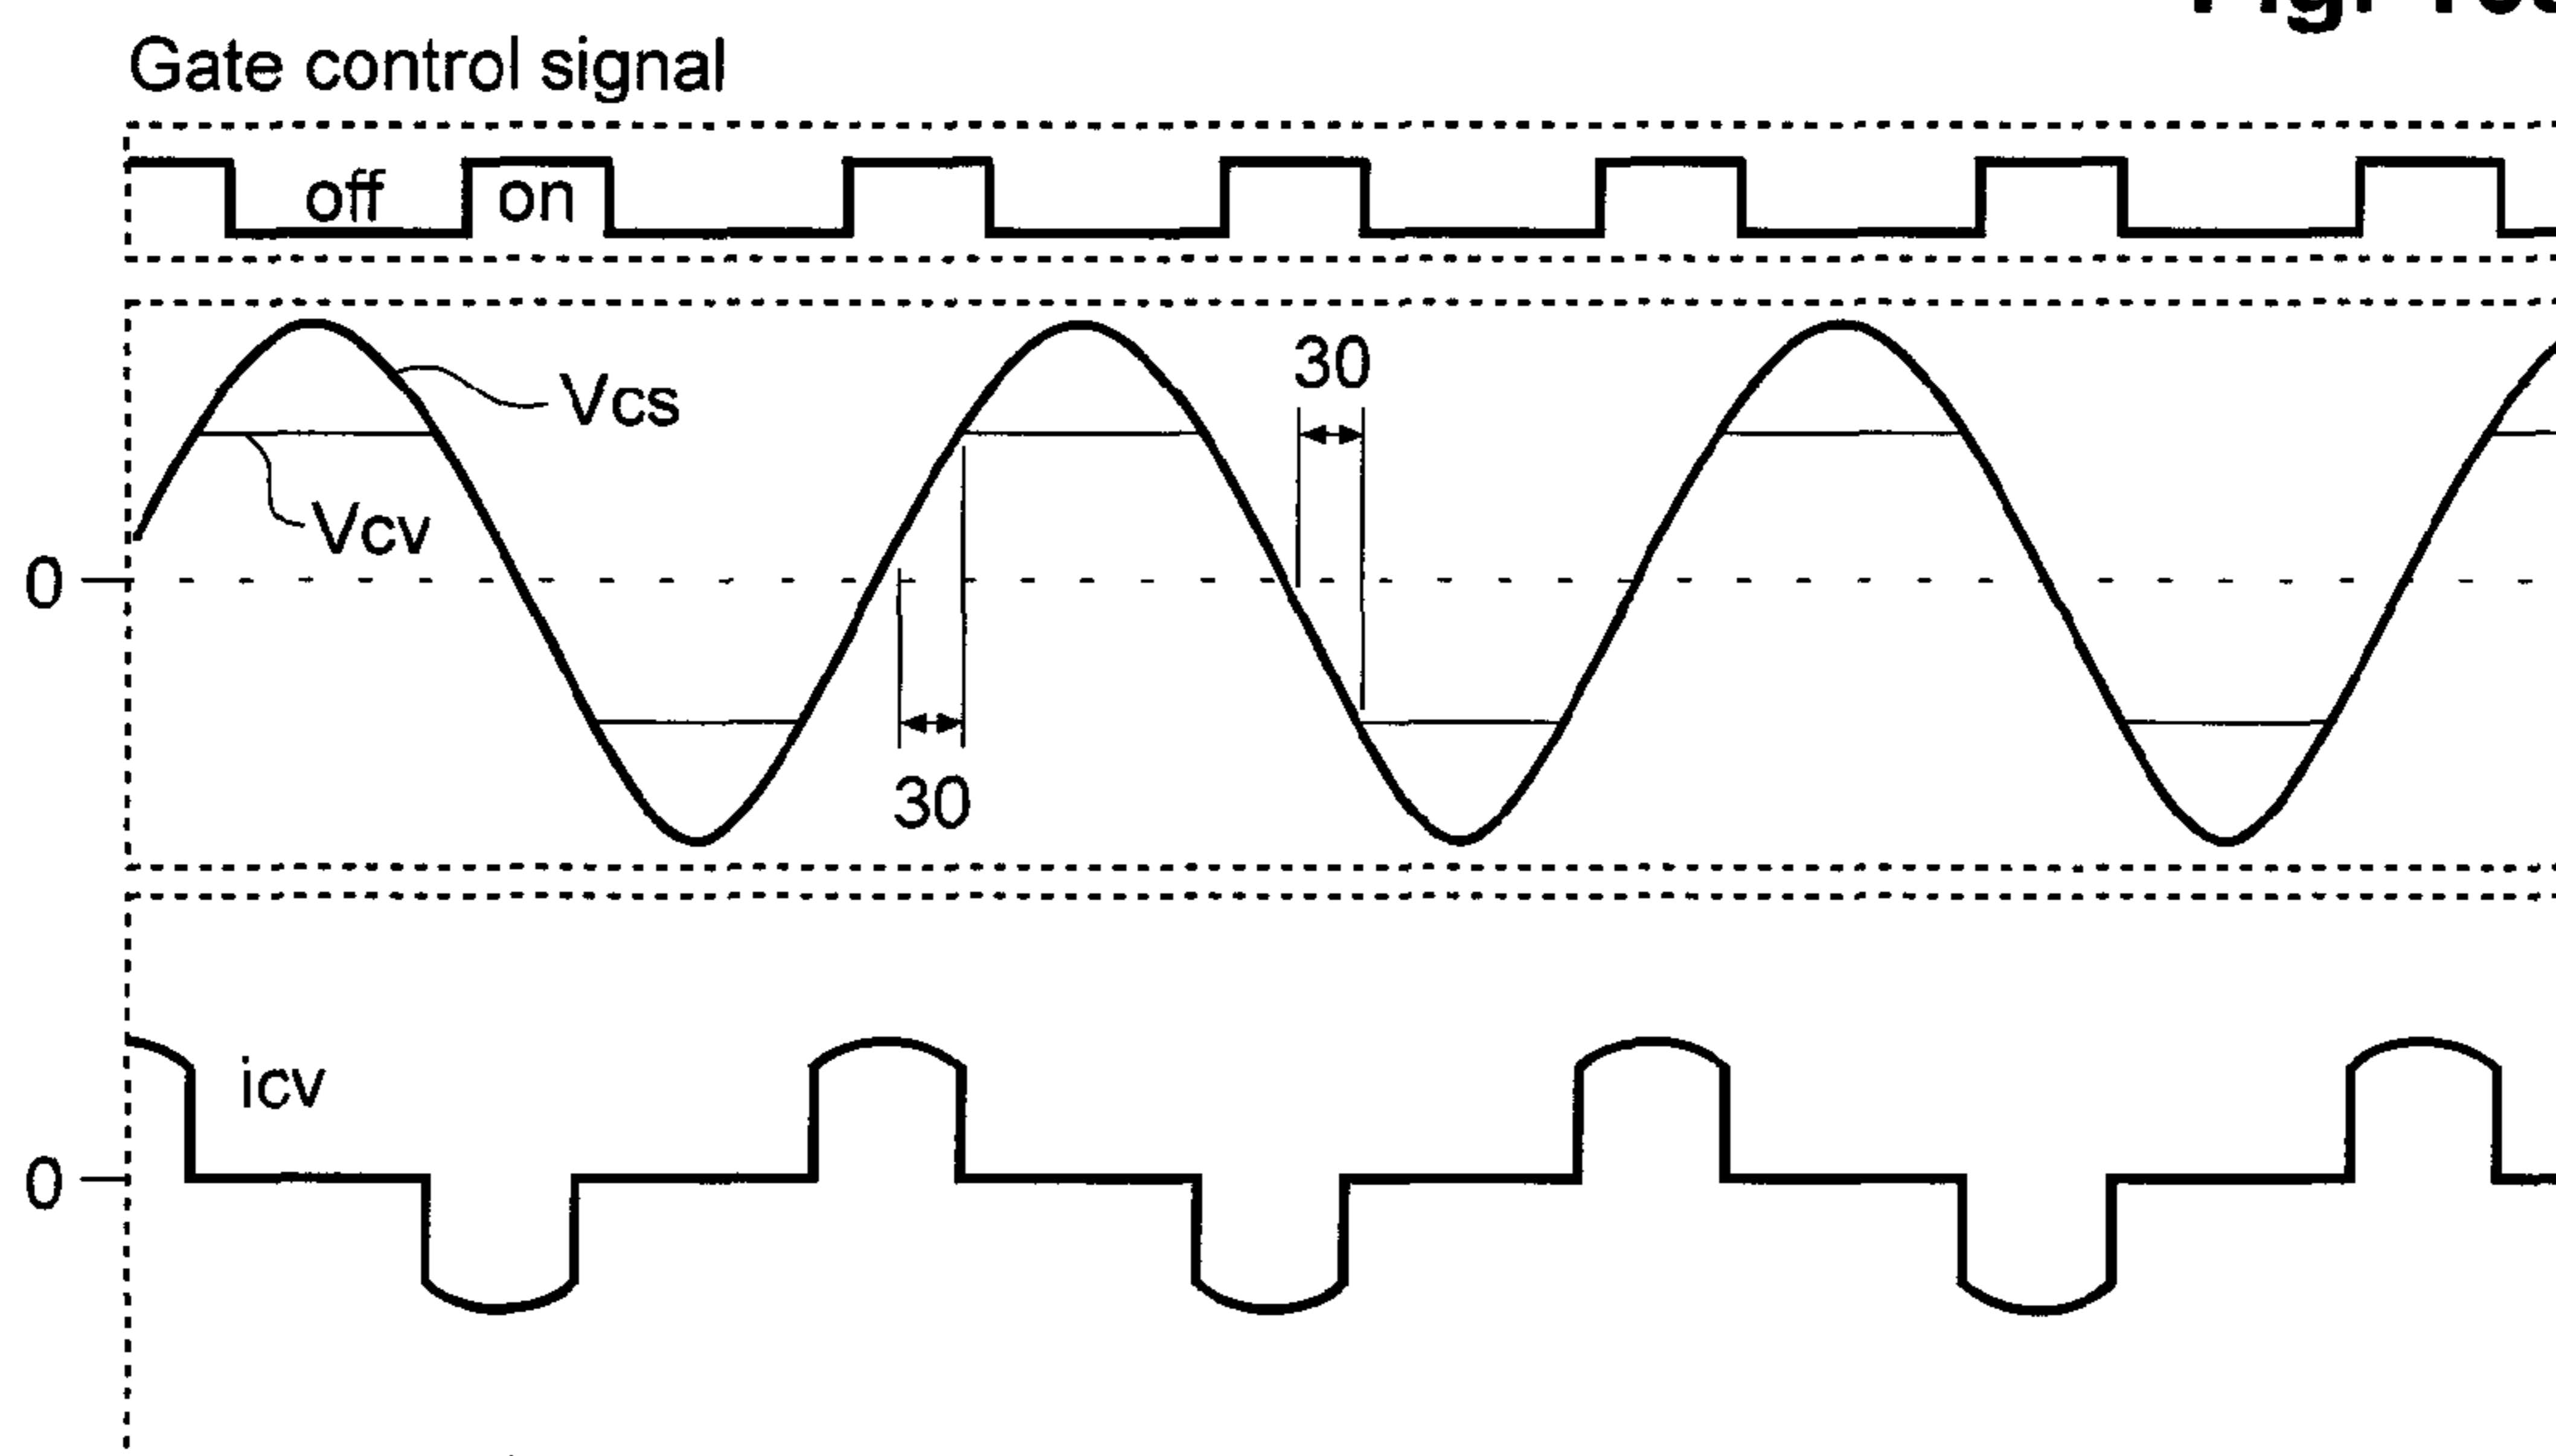 Gate control signal
off on
Vcs
30
Vcv
0
30
icv
0